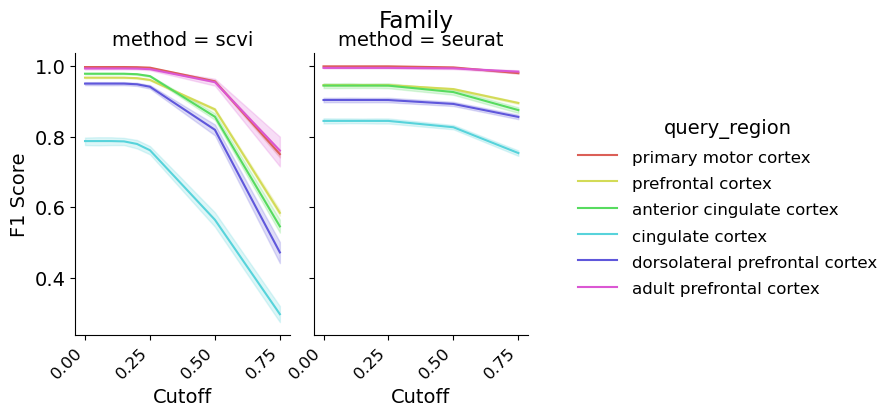 Family
method = scvi
method = seurat
F1 Score
1.0
0.8
0.6
0.4
0.00
0.25
0.50
0.75
Cutoff
0.00
0.25
0.50
0.75
Cutoff
query_region
primary motor cortex
prefrontal cortex
anterior cingulate cortex
cingulate cortex
dorsolateral prefrontal cortex
adult prefrontal cortex